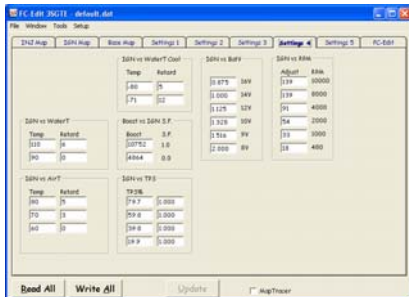 FC-Edit 3SGTE - default.dat
File Window Tools Setup
INJ Map IGN Map Base Map Settings 1 Settings 2 Settings 3 Settings 4 Settings 5 FC-Edit
IGN vs WaterT Cool
Temp Retard
-80 5
-71 12
IGN vs BatV
0.875 16V
1.000 14V
1.125 12V
1.328 10V
1.516 9V
2.000 8V
IGN vs RPM
Adjust RPM
139 10000
139 8000
91 4000
54 2000
33 1000
18 400
IGN vs WaterT
Temp Retard
110 6
90 0
Boost vs IGN S.F.
Boost S.F.
10752 1.0
4864 0.0
IGN vs AirT
Temp Retard
80 5
70 3
60 0
IGN vs TPS
TPS%
79.7 1.000
59.8 1.000
39.8 1.000
19.9 1.000
Read All Write All Update MapTracer